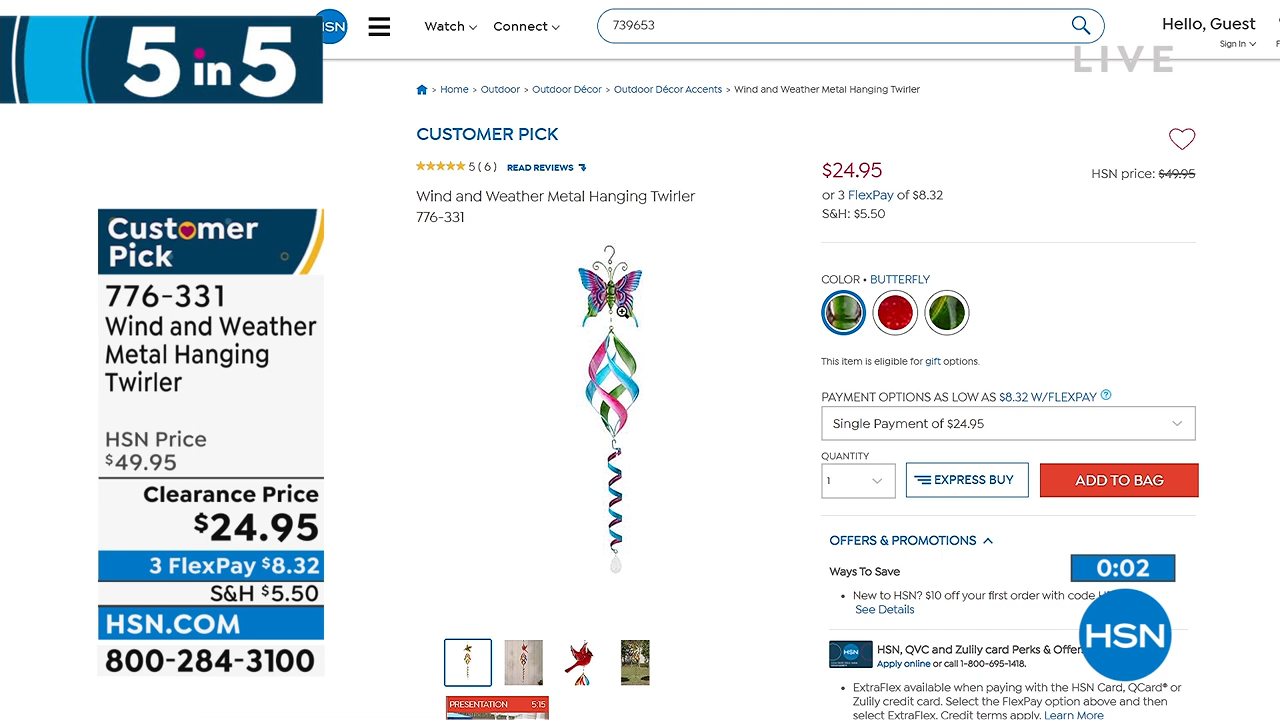 5 in 5
HSN
Watch
Connect
739653
Hello, Guest
Sign In
LIVE
> Home > Outdoor > Outdoor Décor > Outdoor Décor Accents > Wind and Weather Metal Hanging Twirler
CUSTOMER PICK
5 ( 6 ) READ REVIEWS
Wind and Weather Metal Hanging Twirler
776-331
$24.95
HSN price: $49.95
or 3 FlexPay of $8.32
S&H: $5.50
COLOR • BUTTERFLY
This item is eligible for gift options.
PAYMENT OPTIONS AS LOW AS $8.32 W/FLEXPAY ?
Single Payment of $24.95
QUANTITY
1
EXPRESS BUY
ADD TO BAG
OFFERS & PROMOTIONS
Ways To Save
0:02
• New to HSN? $10 off your first order with code
See Details
HSN
HSN, QVC and Zulily card Perks & Offer
Apply online or call 1-800-695-1418.
• ExtraFlex available when paying with the HSN Card, QCard® or
Zulily credit card. Select the FlexPay option above and then
select ExtraFlex. Credit terms apply. Learn More
HSN
PRESENTATION 5:15
Customer
Pick
776-331
Wind and Weather
Metal Hanging
Twirler
HSN Price
$49.95
Clearance Price
$24.95
3 FlexPay $8.32
S&H $5.50
HSN.COM
800-284-3100